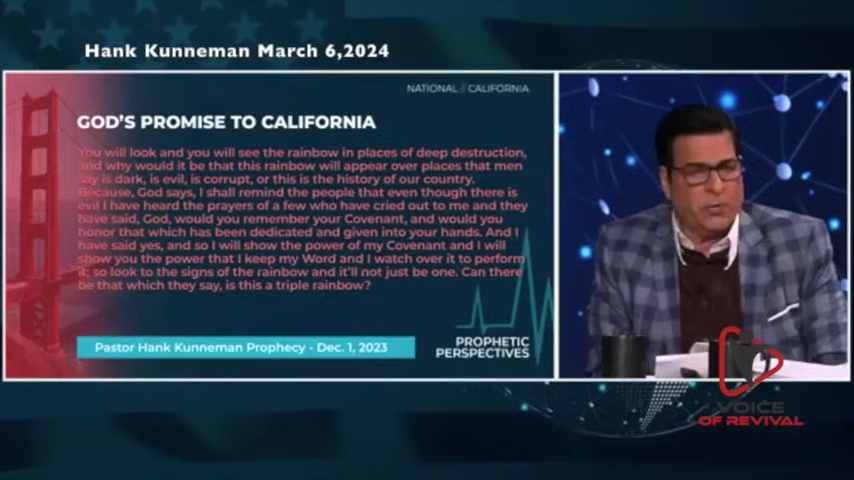 Hank Kunneman March 6,2024
NATIONAL // CALIFORNIA
GOD'S PROMISE TO CALIFORNIA
You will look and you will see the rainbow in places of deep destruction,
and why would it be that this rainbow will appear over places that men
say is dark, is evil, is corrupt, or this is the history of our country.
Because, God says, I shall remind the people that even though there is
evil I have heard the prayers of a few who have cried out to me and they
have said, God, would you remember your Covenant, and would you
honor that which has been dedicated and given into your hands. And I
have said yes, and so I will show the power of my Covenant and I will
show you the power that I keep my Word and I watch over it to perform
it; so look to the signs of the rainbow and it'll not just be one. Can there
be that which they say, is this a triple rainbow?
Pastor Hank Kunneman Prophecy - Dec. 1, 2023
PROPHETIC
PERSPECTIVES
VOICE
OF REVIVAL